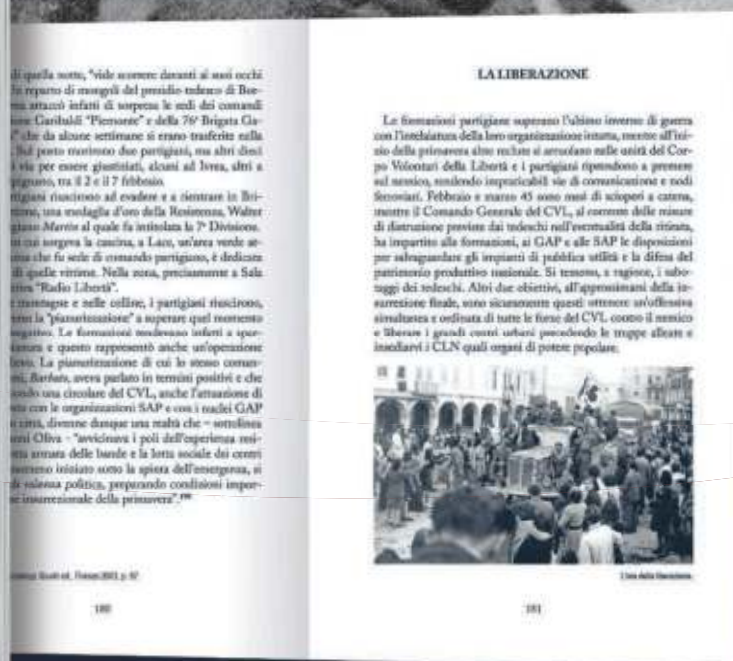 di quella notte, "vide scorrere davanti ai suoi occhi
reparto di mongoli del presidio tedesco di
attaccò infatti di sorpresa le sedi dei comandi
Garibaldi "Piemonte" e della 76ª Brigata
che da alcune settimane si erano trasferite nella
Sul posto morirono due partigiani, ma altri dieci
via per essere giustiziati, alcuni ad Ivrea, altri a
tra il 2 e il 7 febbraio.
riuscirono ad evadere e a rientrare in
una medaglia d'oro della Resistenza, Walter
Martin al quale fu intitolata la 7ª Divisione.
cui sorgeva la cascina, a Lace, un'area verde
che fu sede di comando partigiano, è dedicata
di quelle vittime. Nella zona, precisamente a Sala
"Radio Libertà".
montagne e nelle colline, i partigiani riuscirono,
la "pianurizzazione" a superare quel momento
negativo. Le formazioni tendevano infatti a
e questo rappresentò anche un'operazione
La pianurizzazione di cui lo stesso
Barbato, aveva parlato in termini positivi e che
una circolare del CVL, anche l'attuazione di
con le organizzazioni SAP e con i nuclei GAP
città, divenne dunque una realtà che – sottolinea
Oliva – "avvicinava i poli dell'esperienza
armata delle bande e la lotta sociale dei centri
iniziato sotto la spinta dell'emergenza, si
valenza politica, preparando condizioni
insurrezionale della primavera".
180
LA LIBERAZIONE
Le formazioni partigiane superano l'ultimo inverno di guerra
con l'intelaiatura della loro organizzazione intatta, mentre all'ini-
zio della primavera altre reclute si arruolano nelle unità del Cor-
po Volontari della Libertà e i partigiani riprendono a premere
sul nemico, rendendo impraticabili vie di comunicazione e nodi
ferroviari. Febbraio e marzo 45 sono mesi di scioperi a catena,
mentre il Comando Generale del CVL, al corrente delle misure
di distruzione previste dai tedeschi nell'eventualità della ritirata,
ha impartito alle formazioni, ai GAP e alle SAP le disposizioni
per salvaguardare gli impianti di pubblica utilità e la difesa del
patrimonio produttivo nazionale. Si temono, a ragione, i sabo-
taggi dei tedeschi. Altri due obiettivi, all'approssimarsi della in-
surrezione finale, sono sicuramente questi: ottenere un'offensiva
simultanea e ordinata di tutte le forze del CVL contro il nemico
e liberare i grandi centri urbani precedendo le truppe alleate e
insediarvi i CLN quali organi di potere popolare.
della liberazione.
181